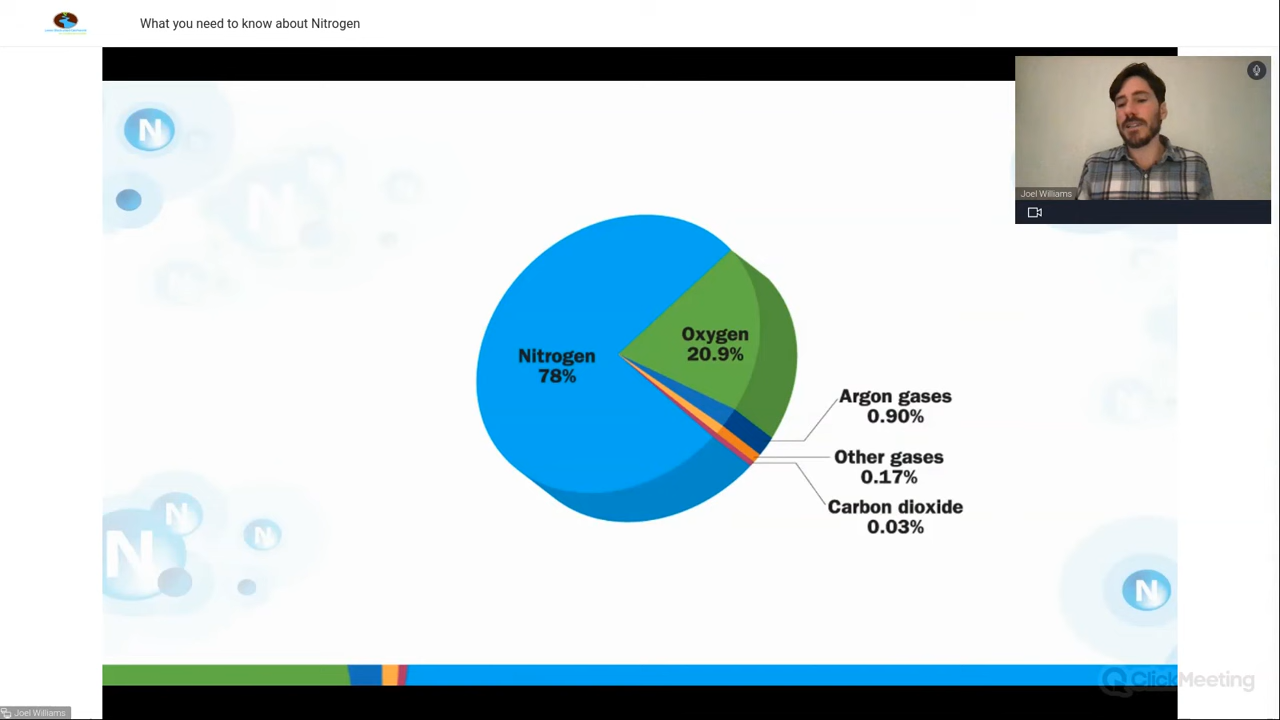 What you need to know about Nitrogen
N
Joel Williams
Oxygen
20.9%
Nitrogen
78%
Argon gases
0.90%
Other gases
0.17%
Carbon dioxide
0.03%
N
N
N
N
ClickMeeting
Joel Williams